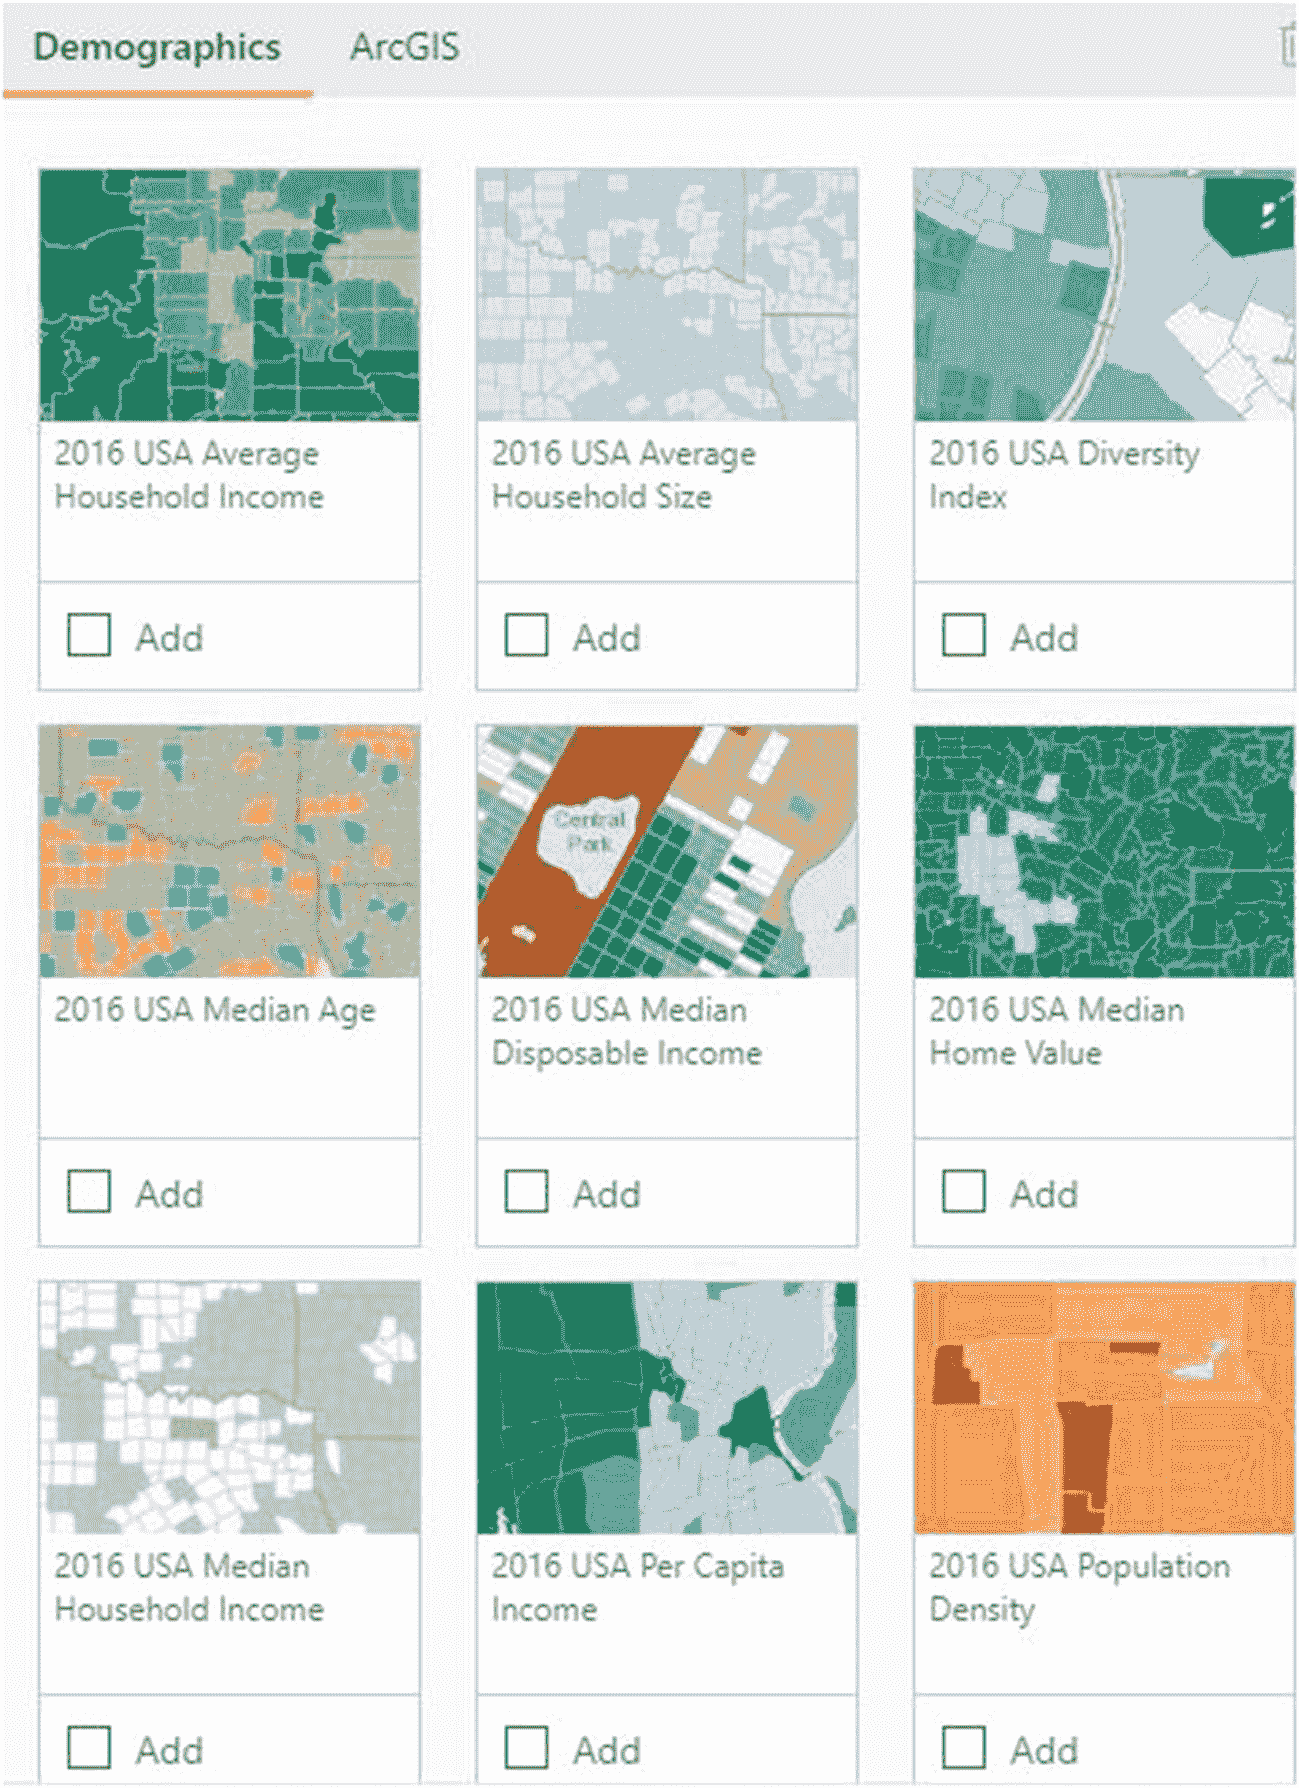 Demographics ArcGIS
2016 USA Average
Household Income
Add
2016 USA Average
Household Size
Add
2016 USA Diversity
Index
Add
2016 USA Median Age
Add
Central
Park
2016 USA Median
Disposable Income
Add
2016 USA Median
Home Value
Add
2016 USA Median
Household Income
Add
2016 USA Per Capita
Income
Add
2016 USA Population
Density
Add